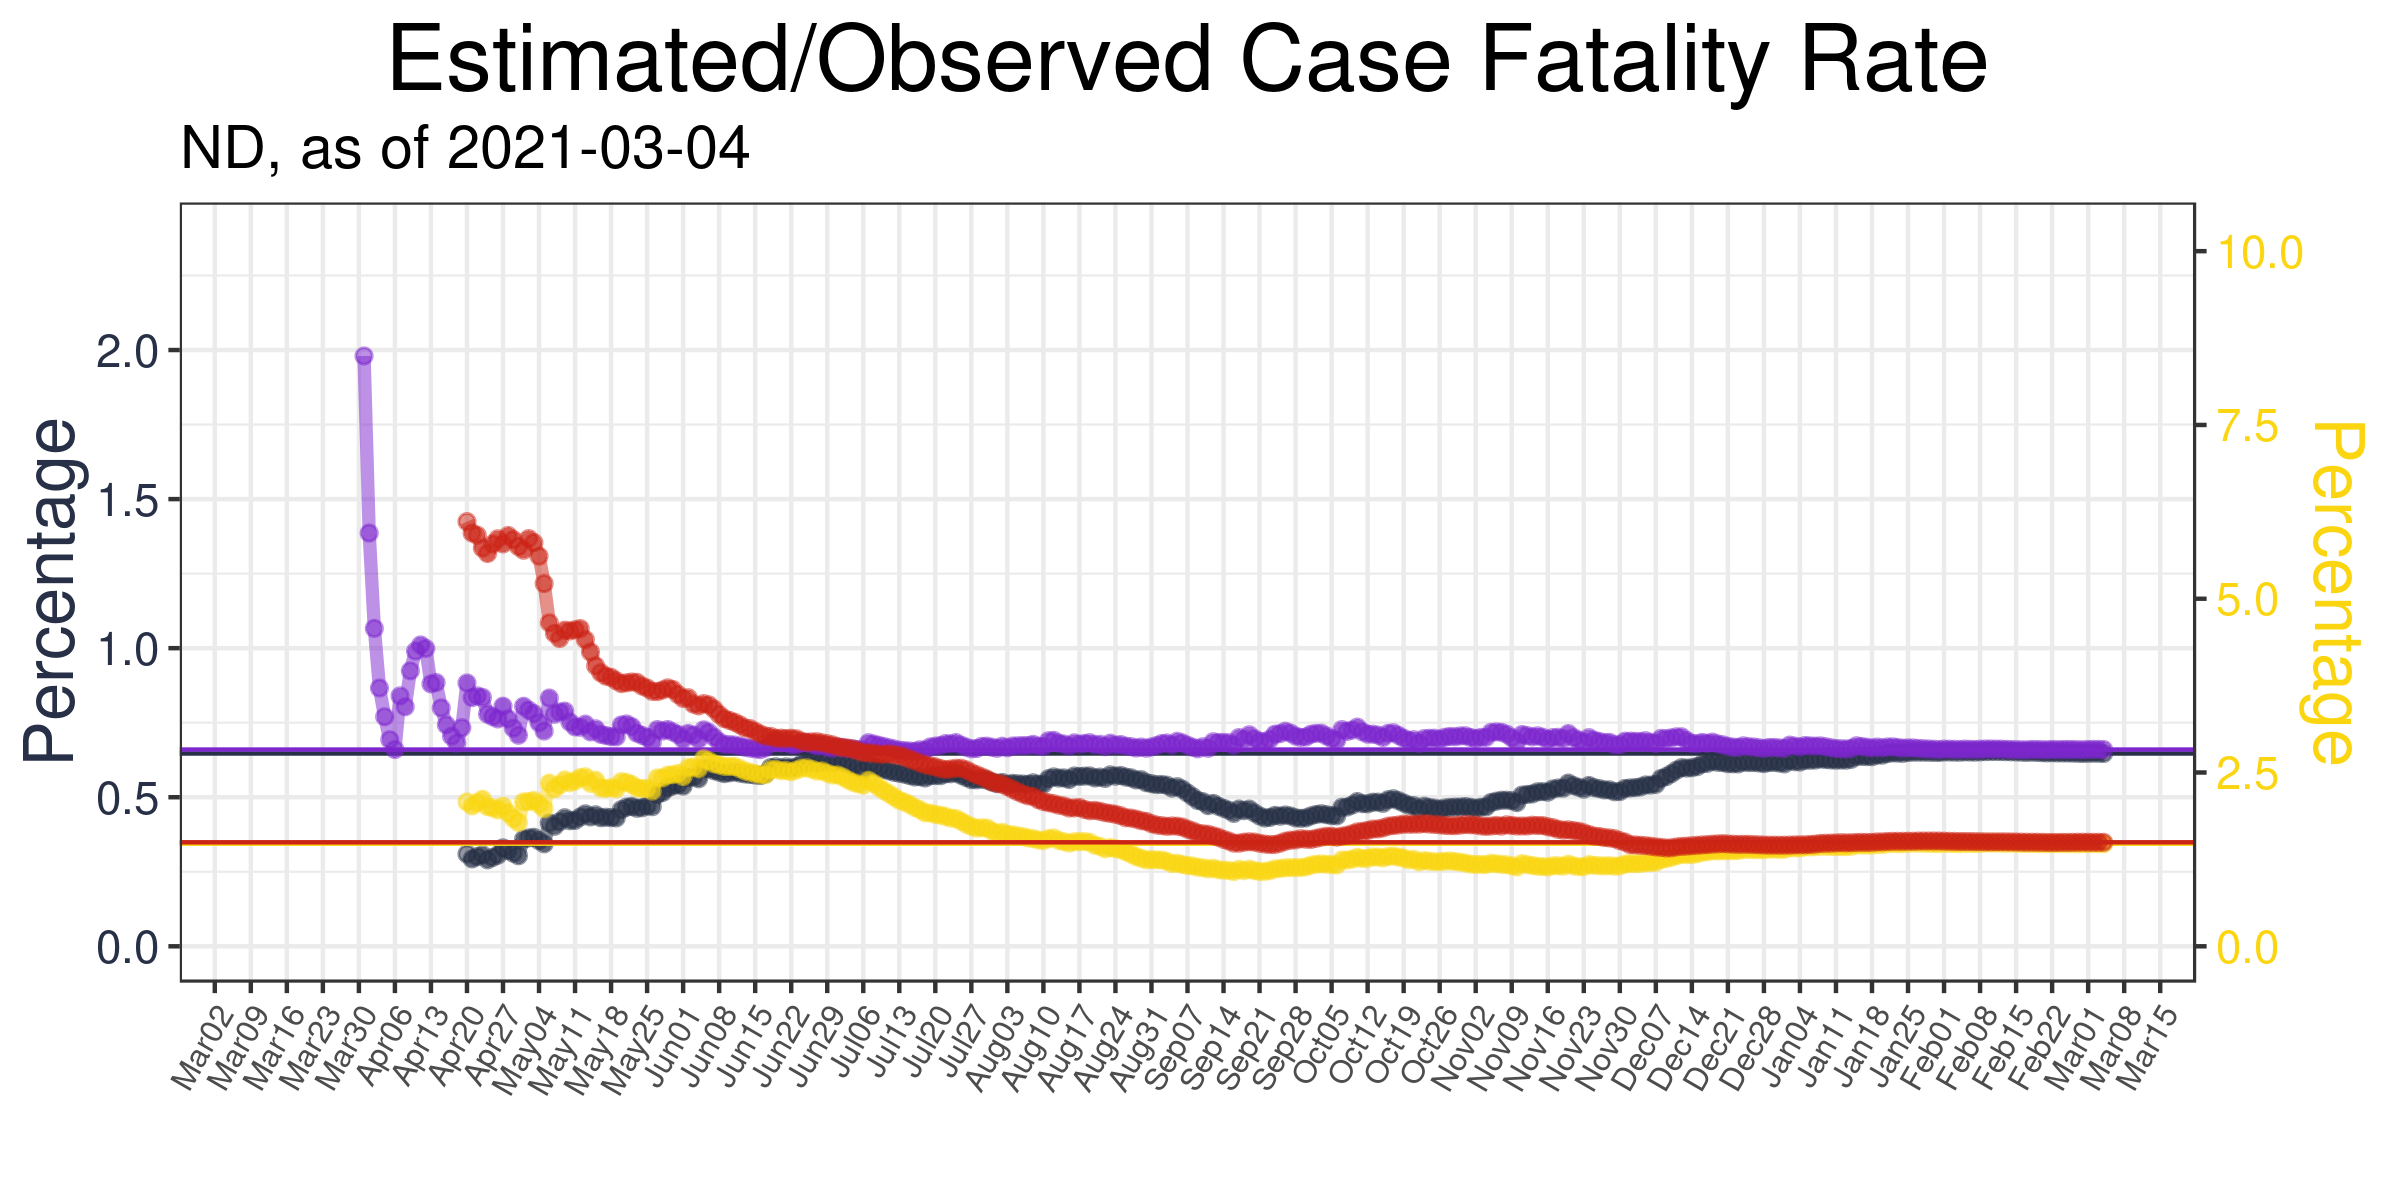 Estimated/Observed Case Fatality Rate
ND, as of 2021-03-04
Percentage
2.0
1.5
1.0
0.5
0.0
10.0
7.5
5.0
2.5
0.0
Percentage
Mar02
Mar09
Mar16
Mar23
Mar30
Apr06
Apr13
Apr20
Apr27
May04
May11
May18
May25
Jun01
Jun08
Jun15
Jun22
Jun29
Jul06
Jul13
Jul20
Jul27
Aug03
Aug10
Aug17
Aug24
Aug31
Sep07
Sep14
Sep21
Sep28
Oct05
Oct12
Oct19
Oct26
Nov02
Nov09
Nov16
Nov23
Nov30
Dec07
Dec14
Dec21
Dec28
Jan04
Jan11
Jan18
Jan25
Feb01
Feb08
Feb15
Feb22
Mar01
Mar08
Mar15